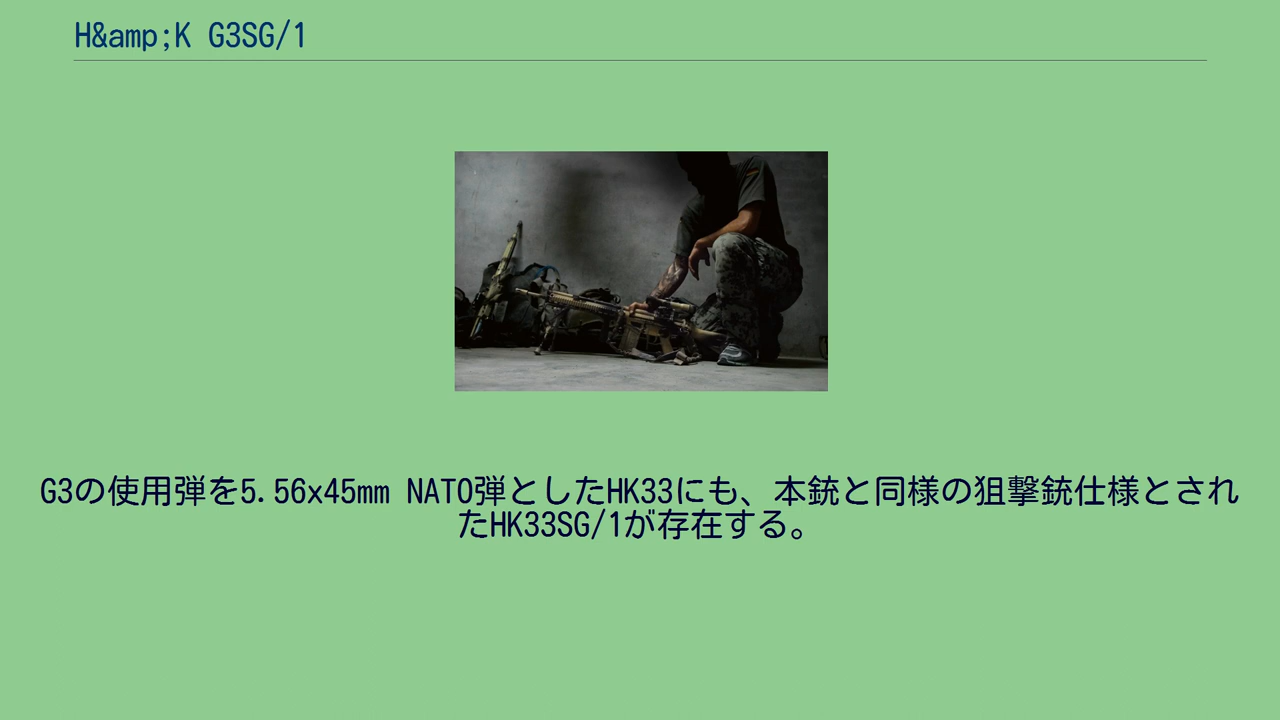 H&amp;K G3SG/1
G3の使用弾を5.56x45mm NATO弾としたHK33にも、本銃と同様の狙撃銃仕様とされ
たHK33SG/1が存在する。